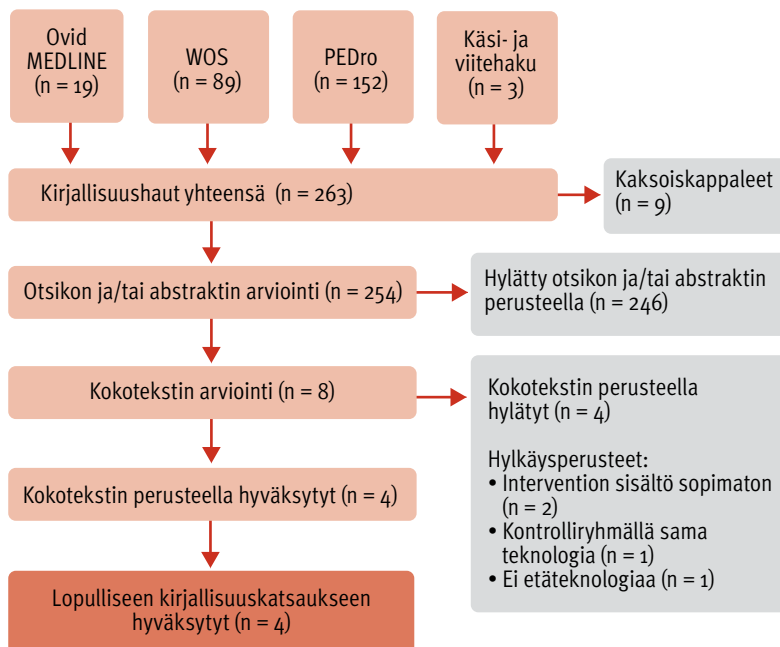 Ovid
MEDLINE
(n = 19)
WOS
(n = 89)
PEDro
(n = 152)
Käsi- ja
viitehaku
(n = 3)
Kirjallisuushaut yhteensä (n = 263)
Kaksoiskappaleet
(n = 9)
Otsikon ja/tai abstraktin arviointi (n = 254)
Hylätty otsikon ja/tai abstraktin
perusteella (n = 246)
Kokotekstin arviointi (n = 8)
Kokotekstin perusteella
hylätyt (n = 4)
Hylkäysperusteet:
• Intervention sisältö sopimaton
(n = 2)
• Kontrolliryhmällä sama
teknologia (n = 1)
• Ei etäteknologiaa (n = 1)
Kokotekstin perusteella hyväksytyt (n = 4)
Lopulliseen kirjallisuuskatsaukseen
hyväksytyt (n = 4)